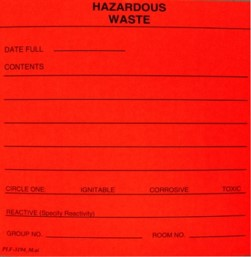 HAZARDOUS
WASTE
DATE FULL
CONTENTS
CIRCLE ONE: IGNITABLE CORROSIVE TOXIC
REACTIVE (Specify Reactivity)
GROUP NO. ROOM NO.